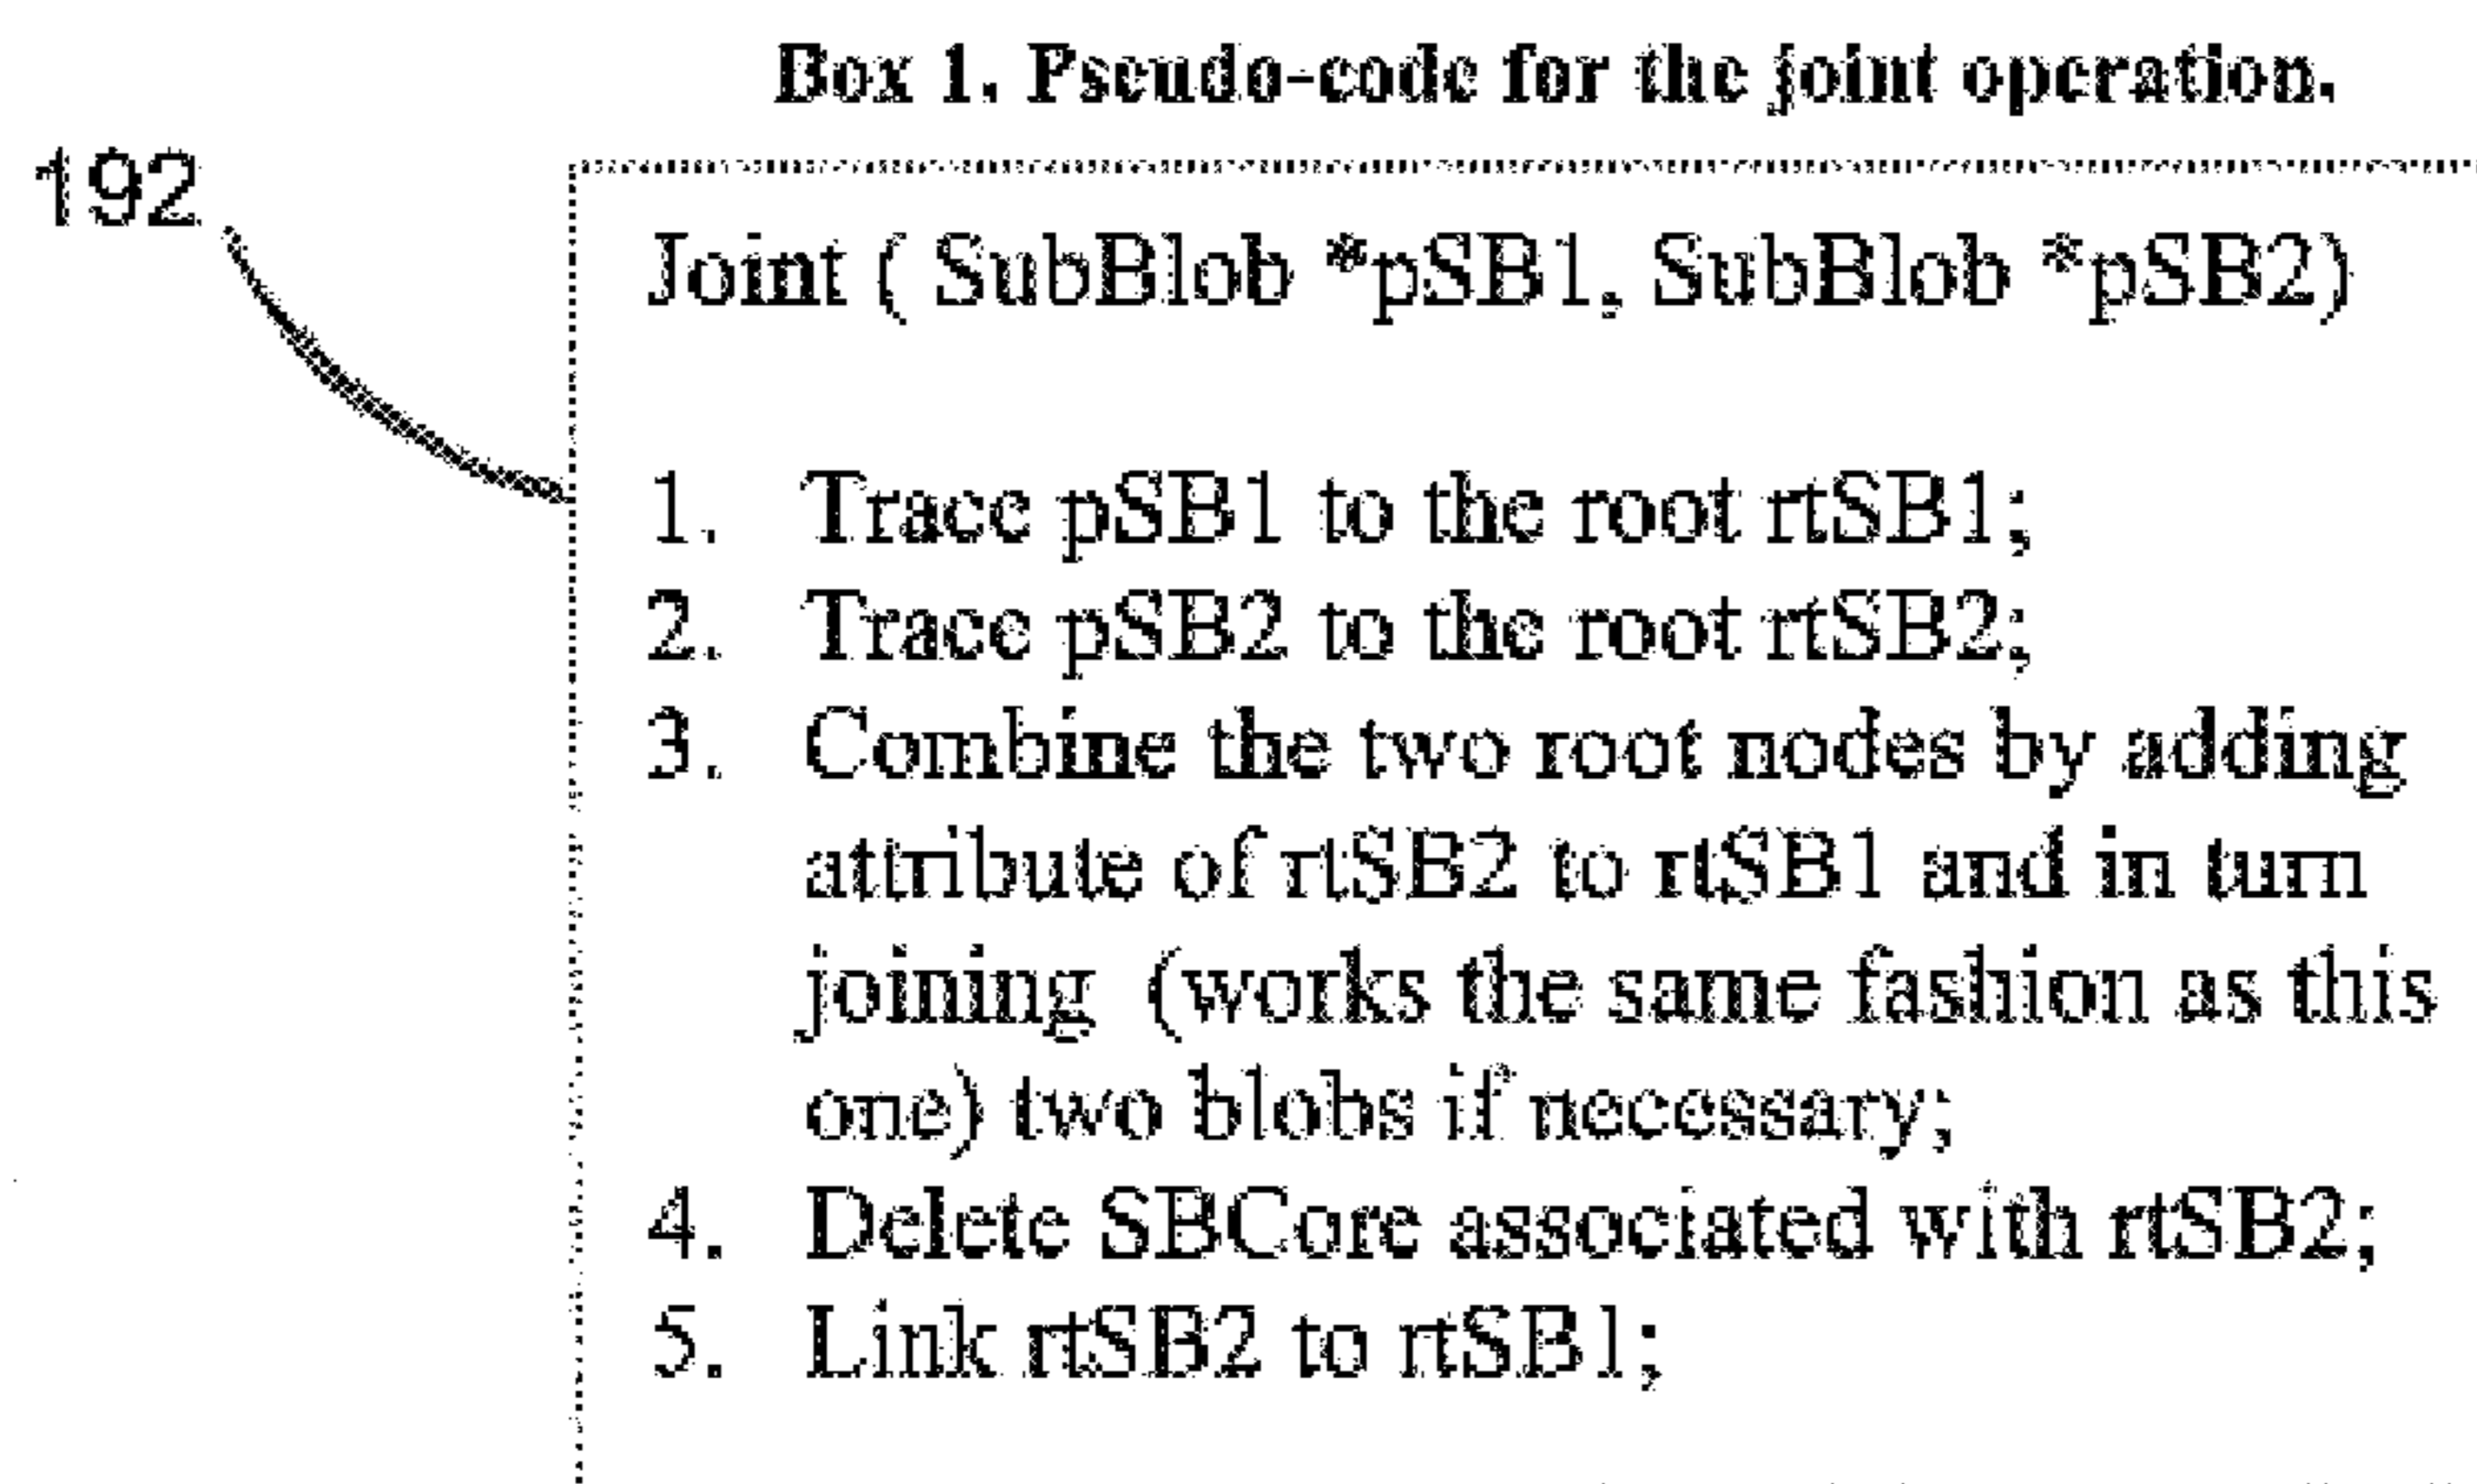 Box 1. Pseudo-code for the joint operation.
192
Joint ( SubBlob *pSB1, SubBlob *pSB2)
1. Trace pSB1 to the root rtSB1;
2. Trace pSB2 to the root rtSB2;
3. Combine the two root nodes by adding
attribute of rtSB2 to rtSB1 and in turn
joining (works the same fashion as this
one) two blobs if necessary;
4. Delete SBCore associated with rtSB2;
5. Link rtSB2 to rtSB1;